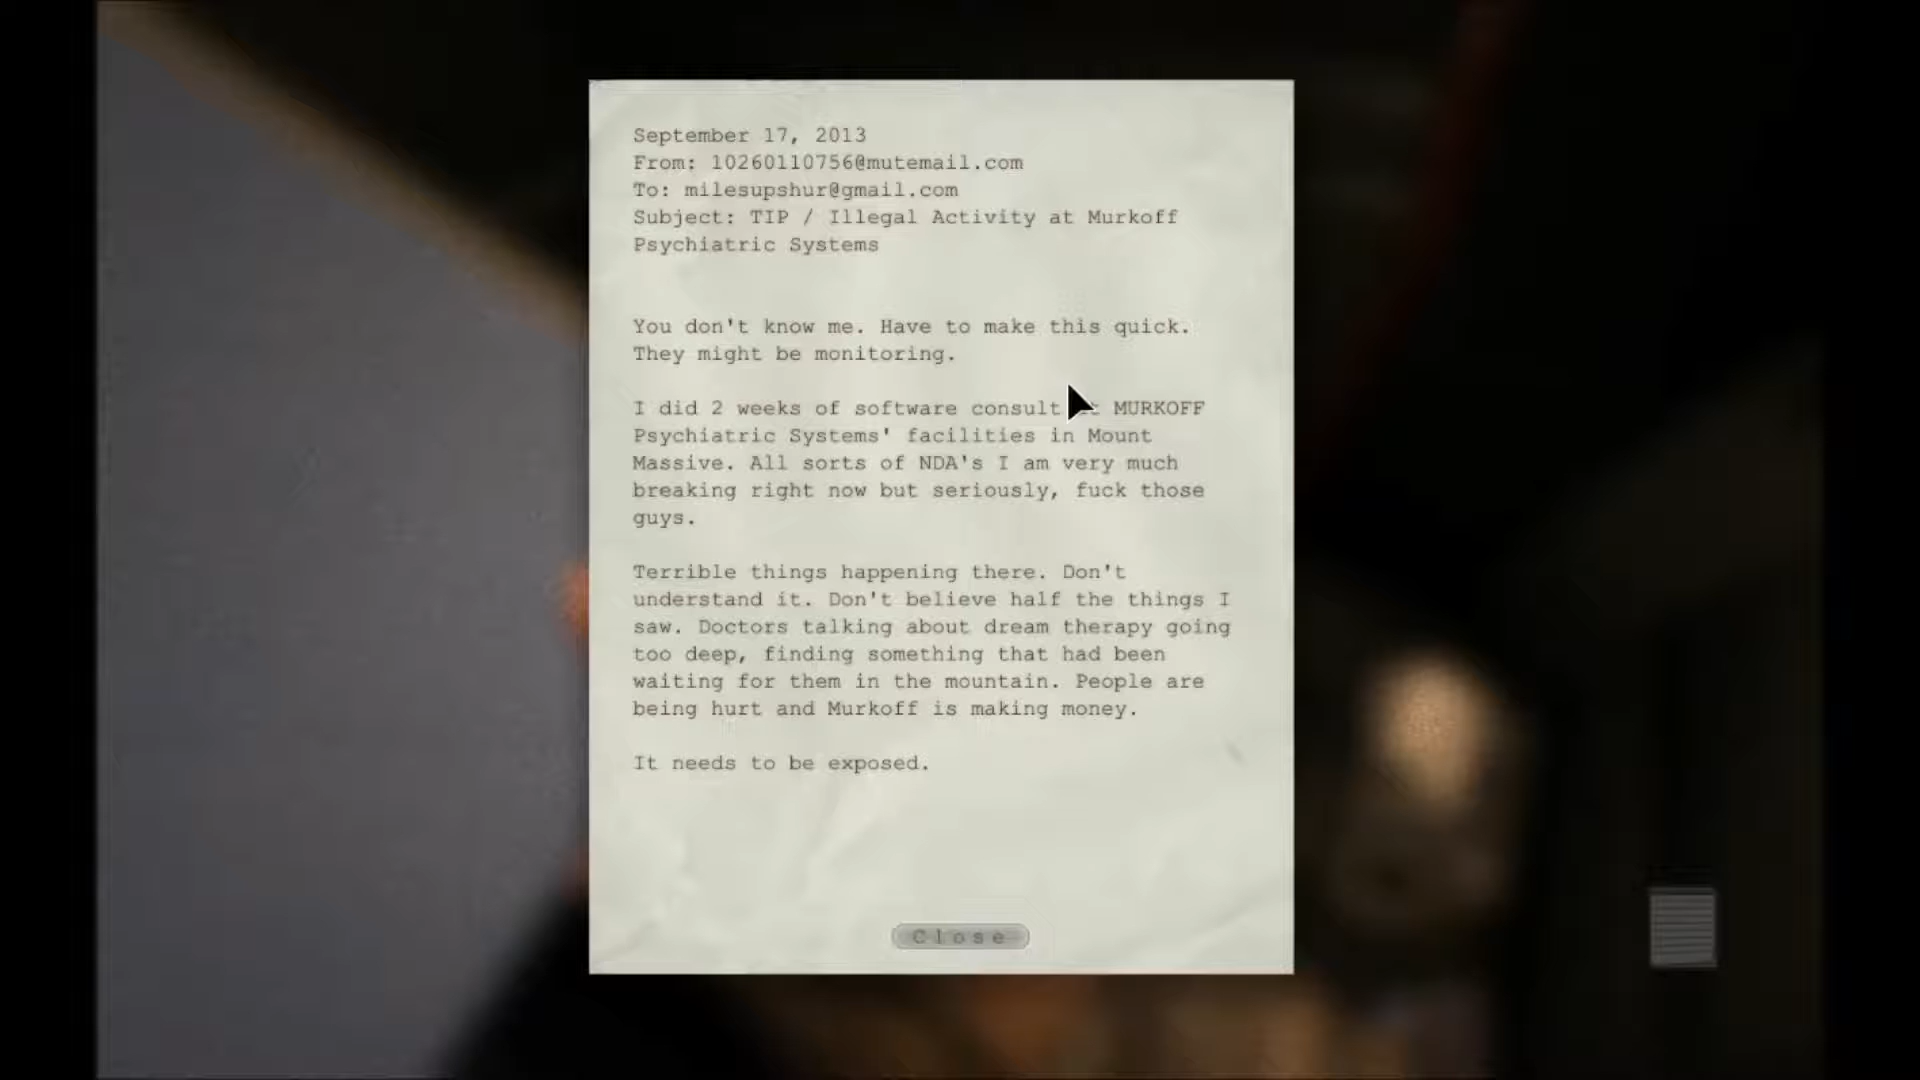 September 17, 2013
From: 10260110756@mutemail.com
To: milesupshur@gmail.com
Subject: TIP / Illegal Activity at Murkoff
Psychiatric Systems
You don't know me. Have to make this quick.
They might be monitoring.
I did 2 weeks of software consult MURKOFF
Psychiatric Systems' facilities in Mount
Massive. All sorts of NDA's I am very much
breaking right now but seriously, fuck those
guys.
Terrible things happening there. Don't
understand it. Don't believe half the things I
saw. Doctors talking about dream therapy going
too deep, finding something that had been
waiting for them in the mountain. People are
being hurt and Murkoff is making money.
It needs to be exposed.
Close